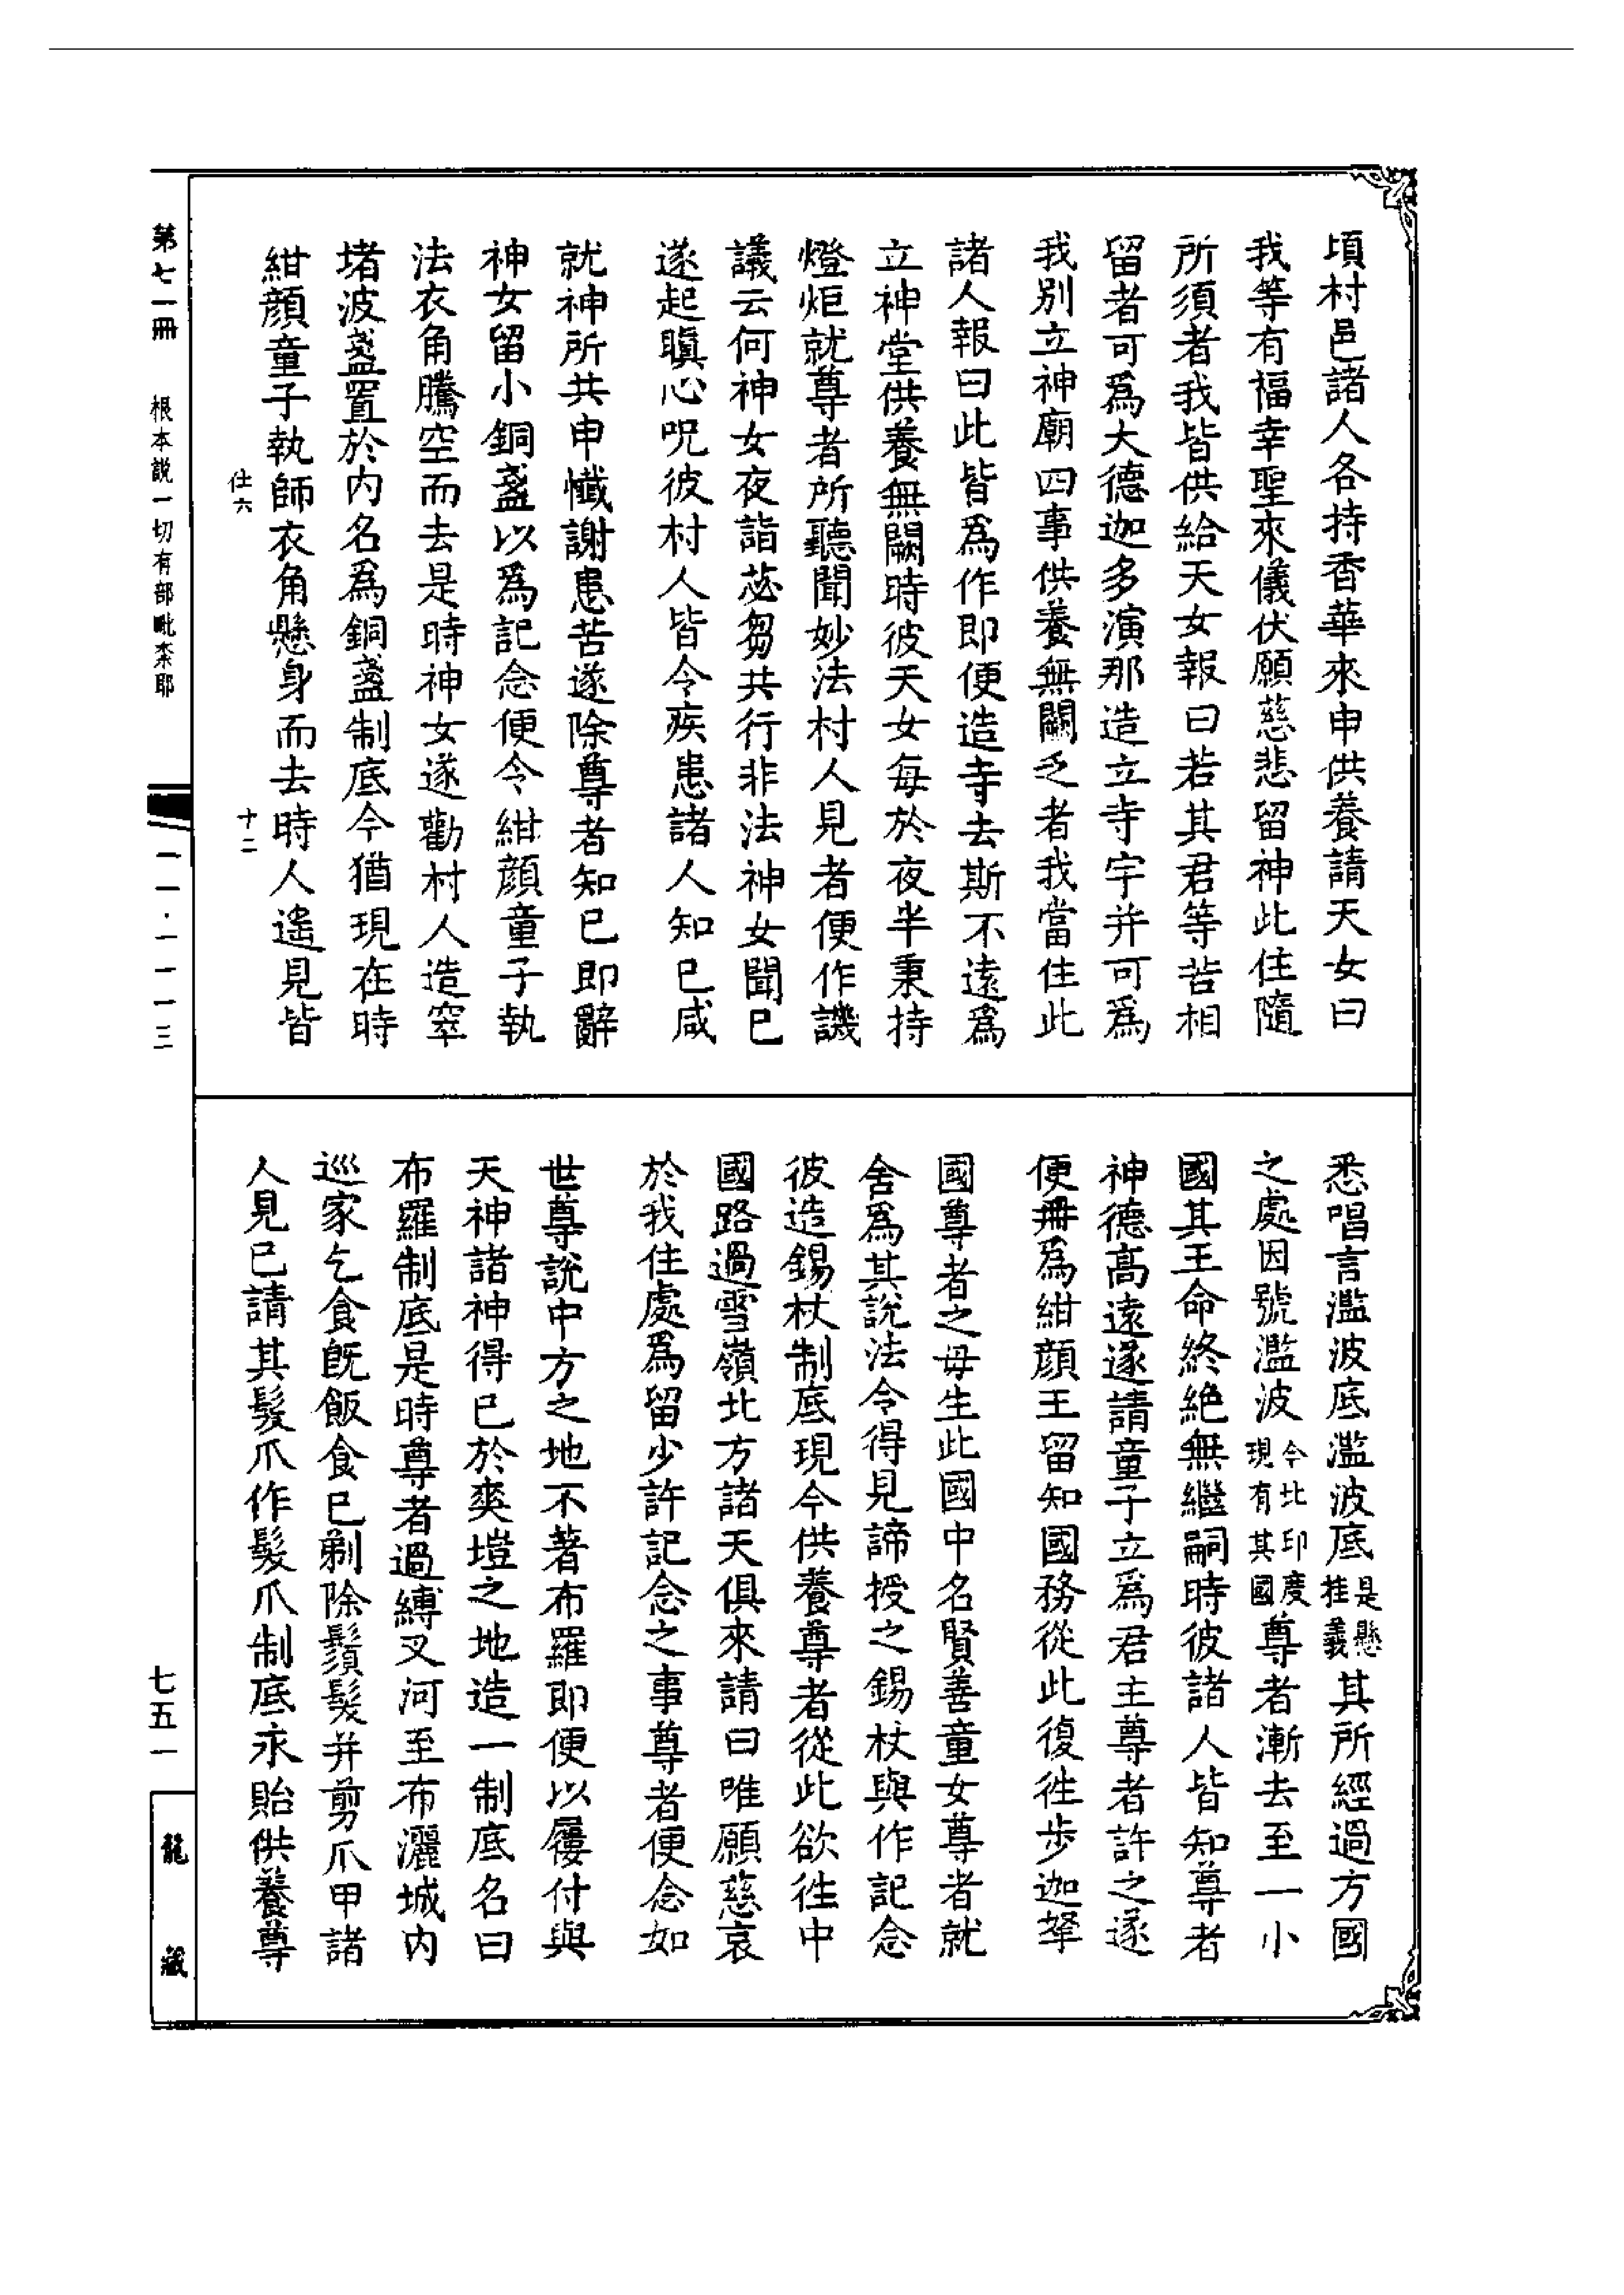 頃村邑諸人各持香華來申供養請天女曰
我等有福幸聖來儀伏願慈悲留神此住隨
所須者我皆供給天女報曰若其君等苦相
留者可爲大德迦多演那造立寺宇并可爲
我別立神廟四事供養無闕乏者我當住此
諸人報曰此皆爲作即便造寺去斯不遠爲
立神堂供養無闕時彼天女每於夜半秉持
燈炬就尊者所聽聞妙法村人見者便作譏
議云何神女夜詣苾芻共行非法神女聞已
遂起瞋心呪彼村人皆令疾患諸人知已咸
就神所共申懺謝患苦遂除尊者知已即辭
神女留小銅盞以爲記念便令紺顏童子執
法衣角騰空而去是時神女遂勸村人造窣
堵波盞置於内名爲銅盞制底今猶現在時
紺顏童子執師衣角懸身而去時人遙見皆
悉唱言濫波底濫波底是懸挂義其所經過方國
之處因號濫波今北印度現有其國尊者漸去至一小
國其王命終絶無繼嗣時彼諸人皆知尊者
神德高遠遂請童子立爲君主尊者許之遂
便冊爲紺顏王留知國務從此復徃步迦拏
國尊者之母生此國中名賢善童女尊者就
舍爲其說法令得見諦授之錫杖與作記念
彼造錫杖制底現今供養尊者從此欲徃中
國路過雪嶺北方諸天俱來請曰唯願慈哀
於我住處爲留少許記念之事尊者便念如
世尊說中方之地不著布羅即便以屨付與
天神諸神得已於爽塏之地造一制底名曰
布羅制底是時尊者過縛叉河至布灑城内
巡家乞食旣飯食已剃除鬚髮并剪爪甲諸
人見已請其髮爪作髮爪制底永貽供養尊
仕六
十二
第七一冊
根本說一切有部毗柰耶
一一·一一一三
七五一
龍藏